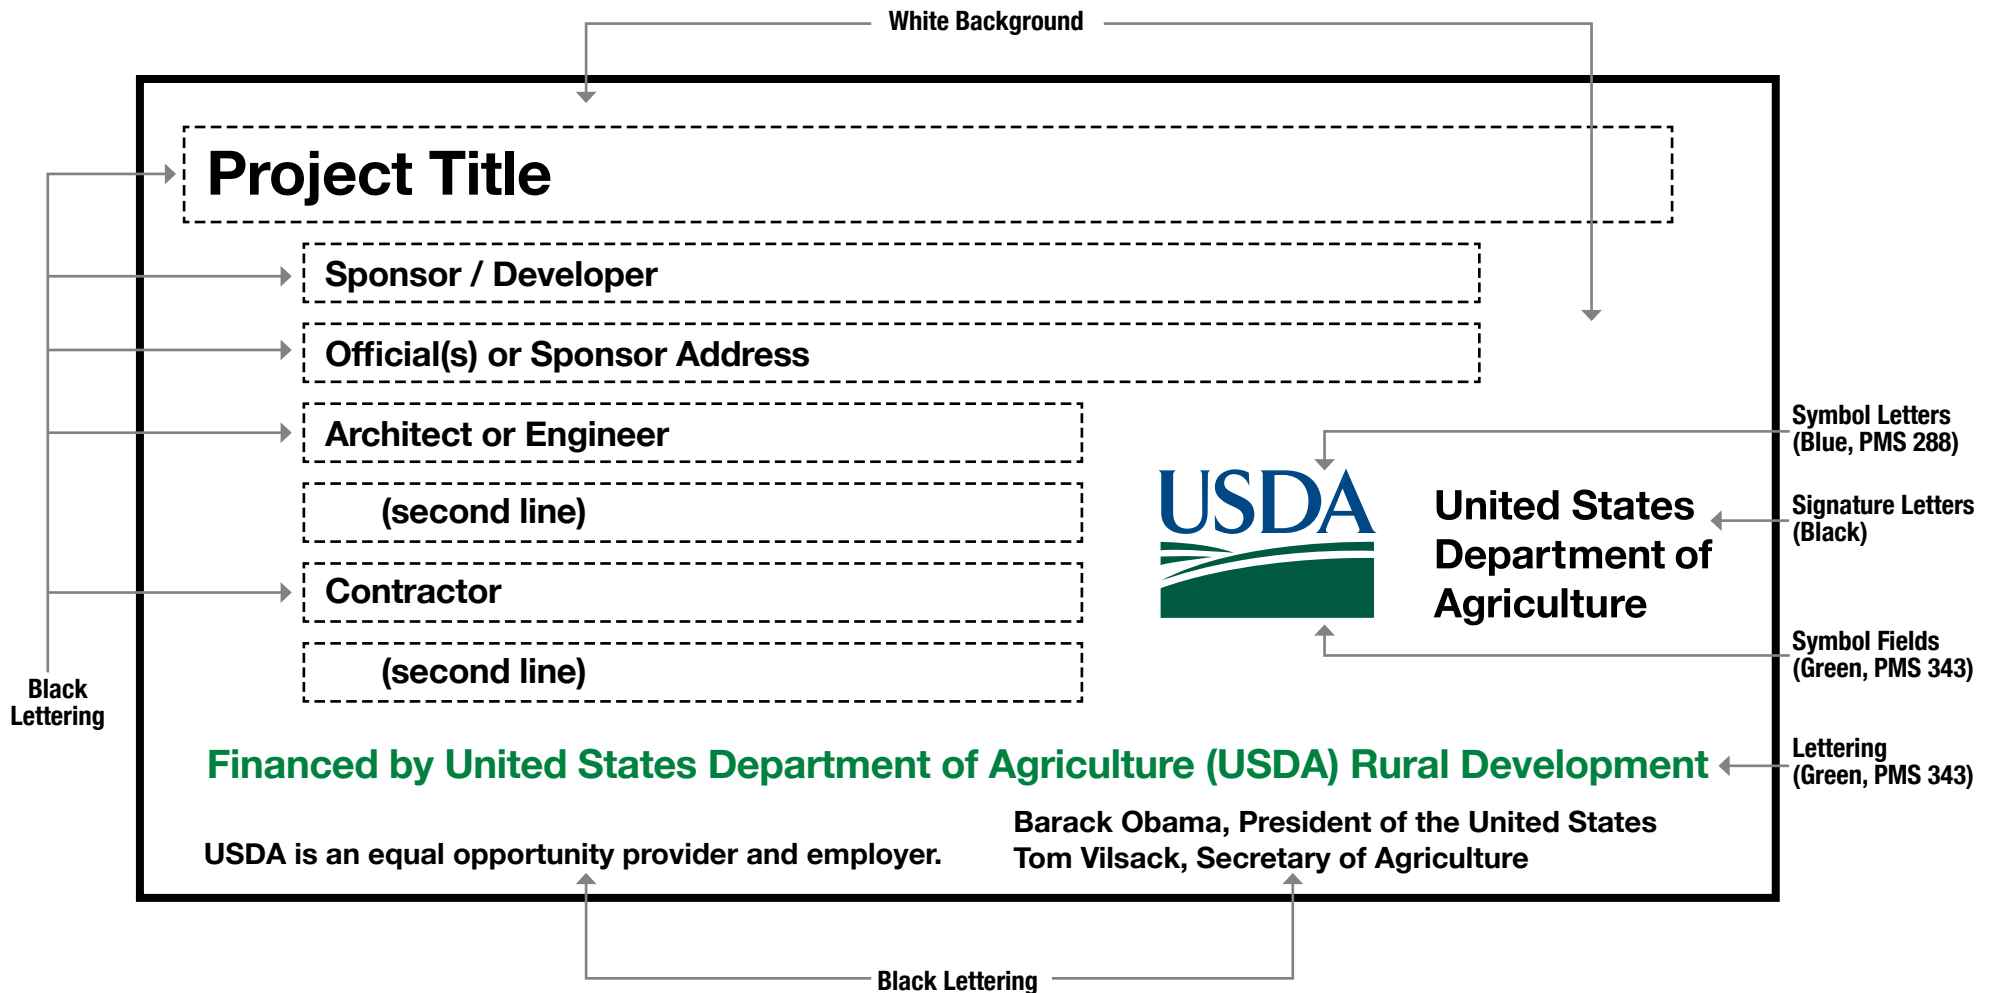 White Background
Project Title
Sponsor / Developer
Official(s) or Sponsor Address
Architect or Engineer
(second line)
Contractor
(second line)
Black
Lettering
USDA
United States
Department of
Agriculture
Symbol Letters
(Blue, PMS 288)
Signature Letters
(Black)
Symbol Fields
(Green, PMS 343)
Financed by United States Department of Agriculture (USDA) Rural Development
Lettering
(Green, PMS 343)
USDA is an equal opportunity provider and employer.
Barack Obama, President of the United States
Tom Vilsack, Secretary of Agriculture
Black Lettering